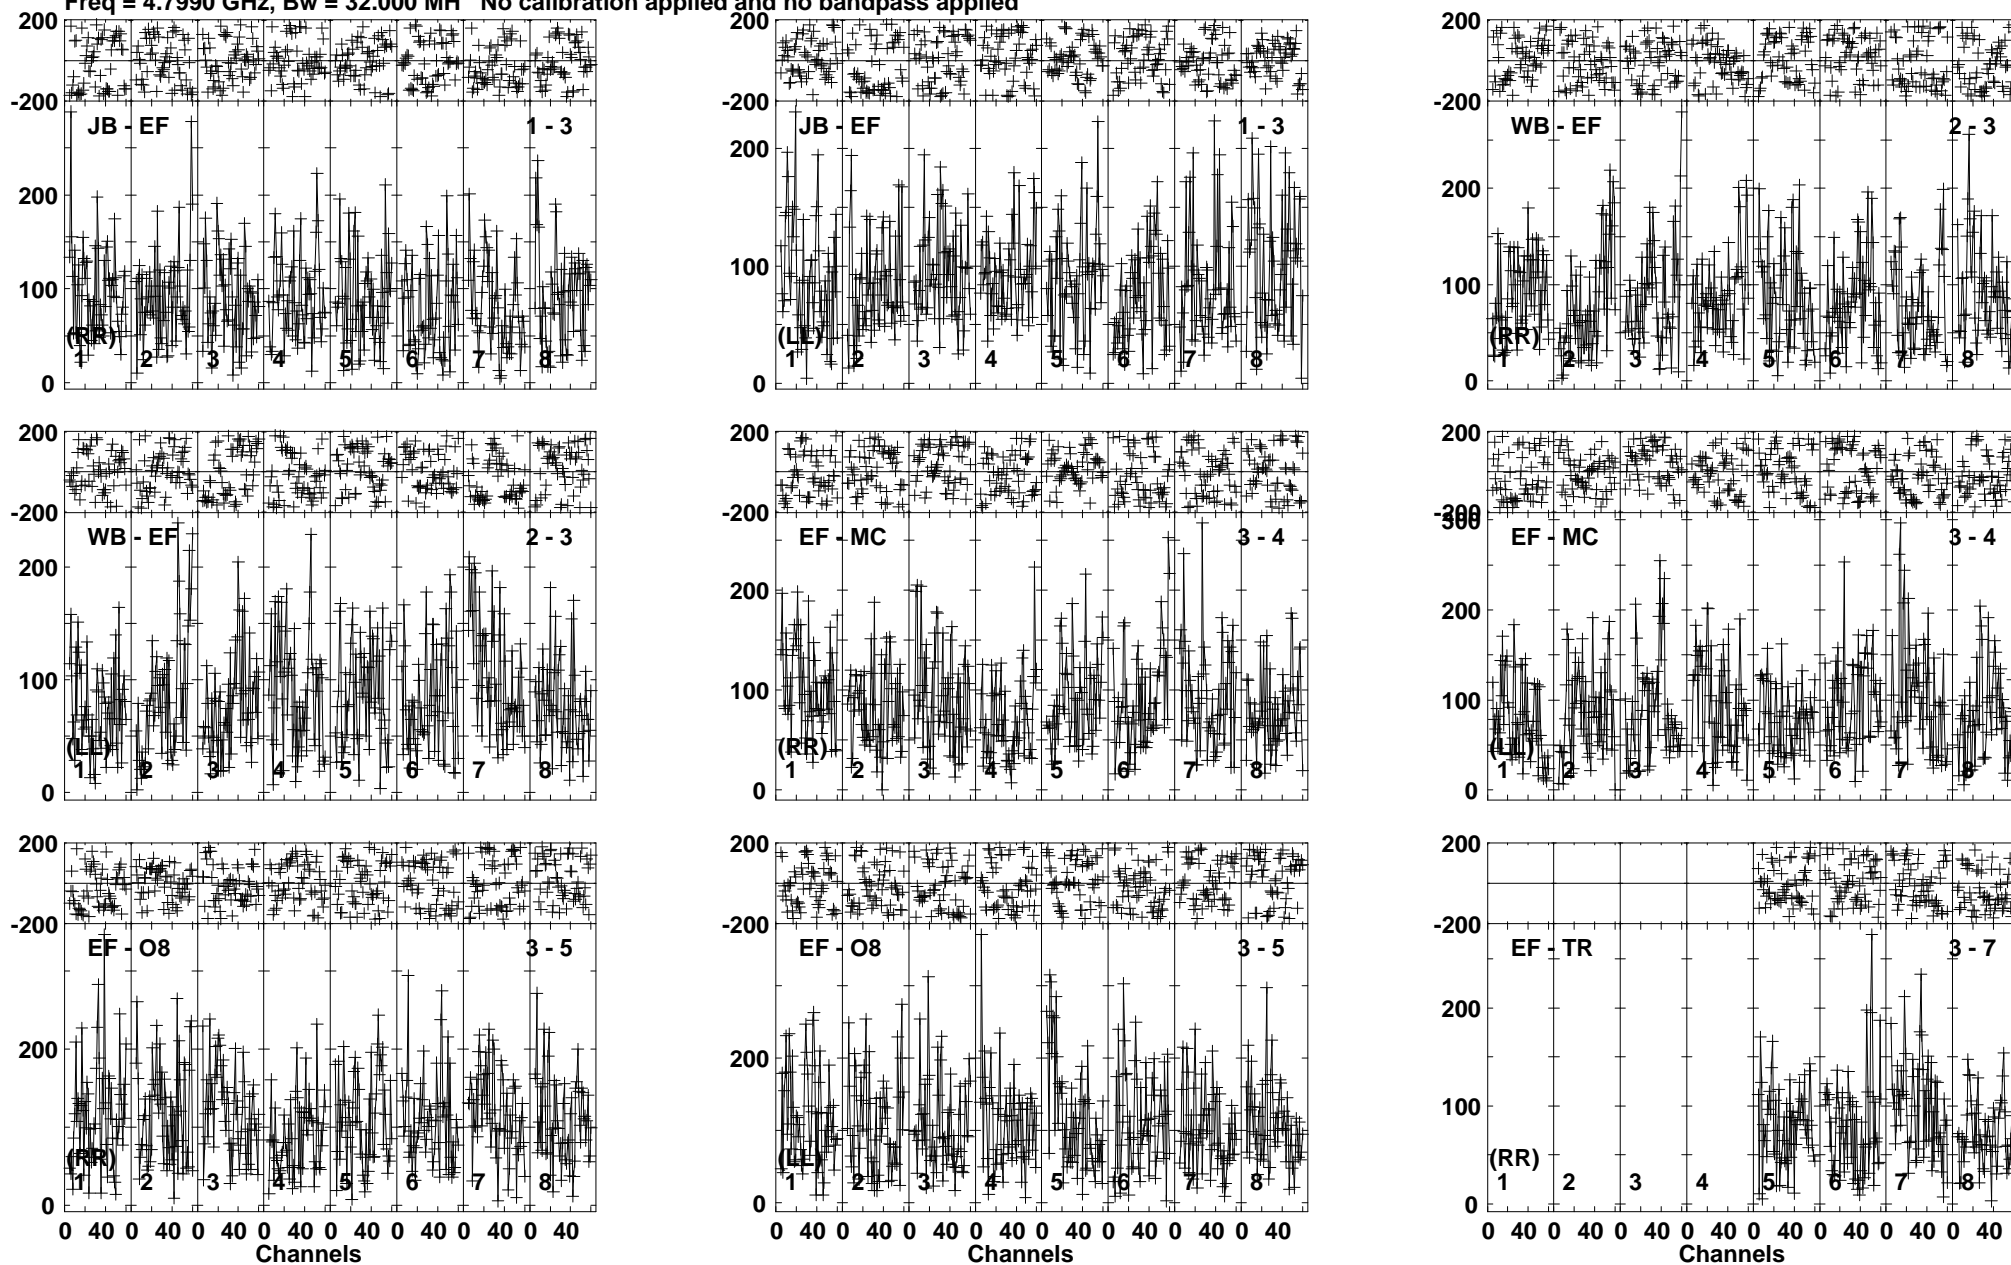 Freq = 4.7990 GHz, Bw = 32.000 MH No calibration applied and no bandpass applied
200 200 200
-200 -200 -200
JB - EF 1 - 3 JB - EF 1 - 3 WB - EF 2 - 3
200 200 200
100 100 100
(RR) (LL) (RR)
1 2 3 4 5 6 7 8 1 2 3 4 5 6 7 8 1 2 3 4 5 6 7 8
0 0 0
200 200 200
-200 -200 -200
300
WB - EF 2 - 3 EF - MC 3 - 4 EF - MC 3 - 4
200 200 200
100 100 100
(LL) (RR) (LL)
1 2 3 4 5 6 7 8 1 2 3 4 5 6 7 8 1 2 3 4 5 6 7 8
0 0 0
200 200 200
-200 -200 -200
EF - O8 3 - 5 EF - O8 3 - 5 EF - TR 3 - 7
200 200 200
100
(RR) (LL) (RR)
1 2 3 4 5 6 7 8 1 2 3 4 5 6 7 8 1 2 3 4 5 6 7 8
0 0 0
0 40 0 40 0 40 0 40 0 40 0 40 0 40 0 40 0 40 0 40 0 40 0 40 0 40 0 40 0 40 0 40 0 40 0 40 0 40 0 40 0 40 0 40 0 40 0 40
Channels Channels Channels